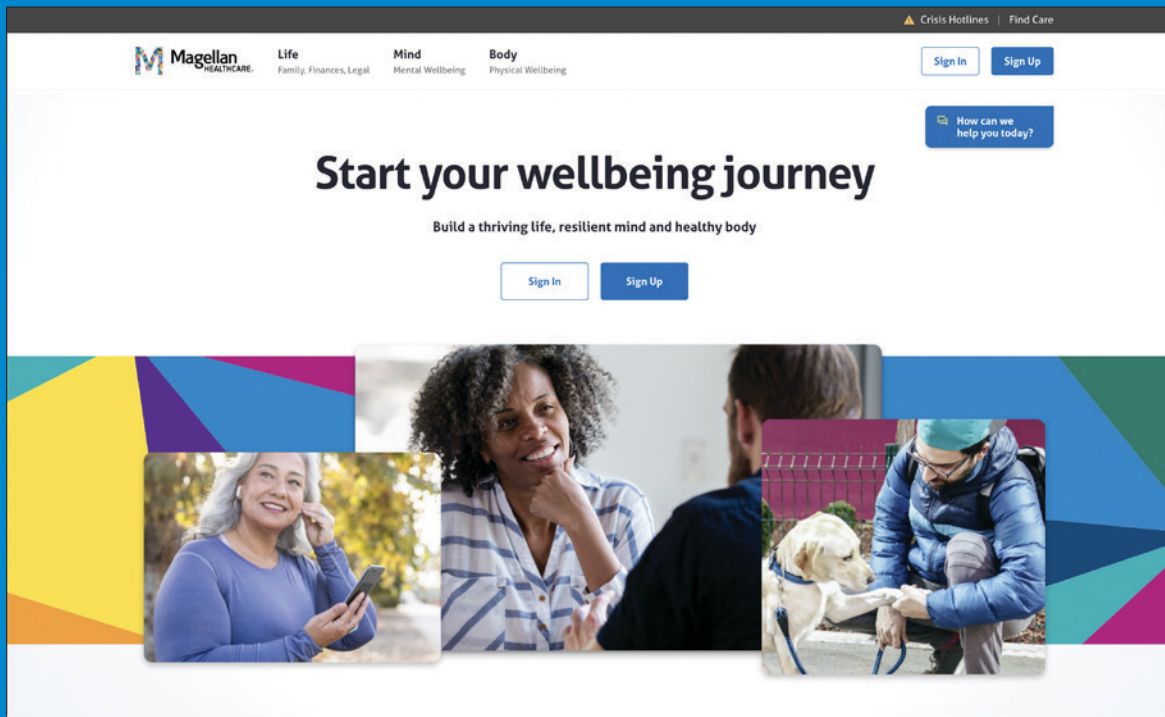 Crisis Hotlines | Find Care
Magellan
HEALTHCARE.
Life
Family, Finances, Legal
Mind
Mental Wellbeing
Body
Physical Wellbeing
Sign In
Sign Up
How can we
help you today?
Start your wellbeing journey
Build a thriving life, resilient mind and healthy body
Sign In
Sign Up